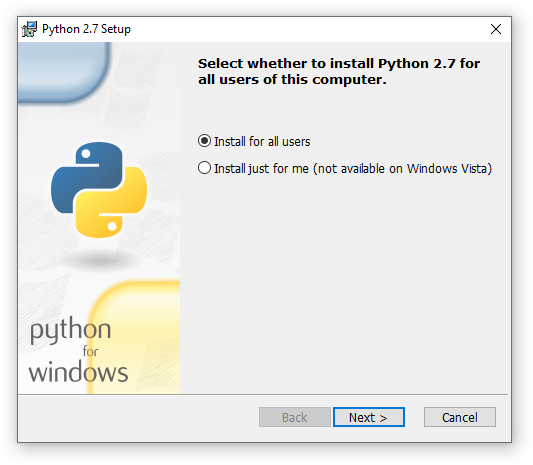 Python 2.7 Setup
Select whether to install Python 2.7 for
all users of this computer.
Install for all users
Install just for me (not available on Windows Vista)
python
for
windows
Back
Next >
Cancel